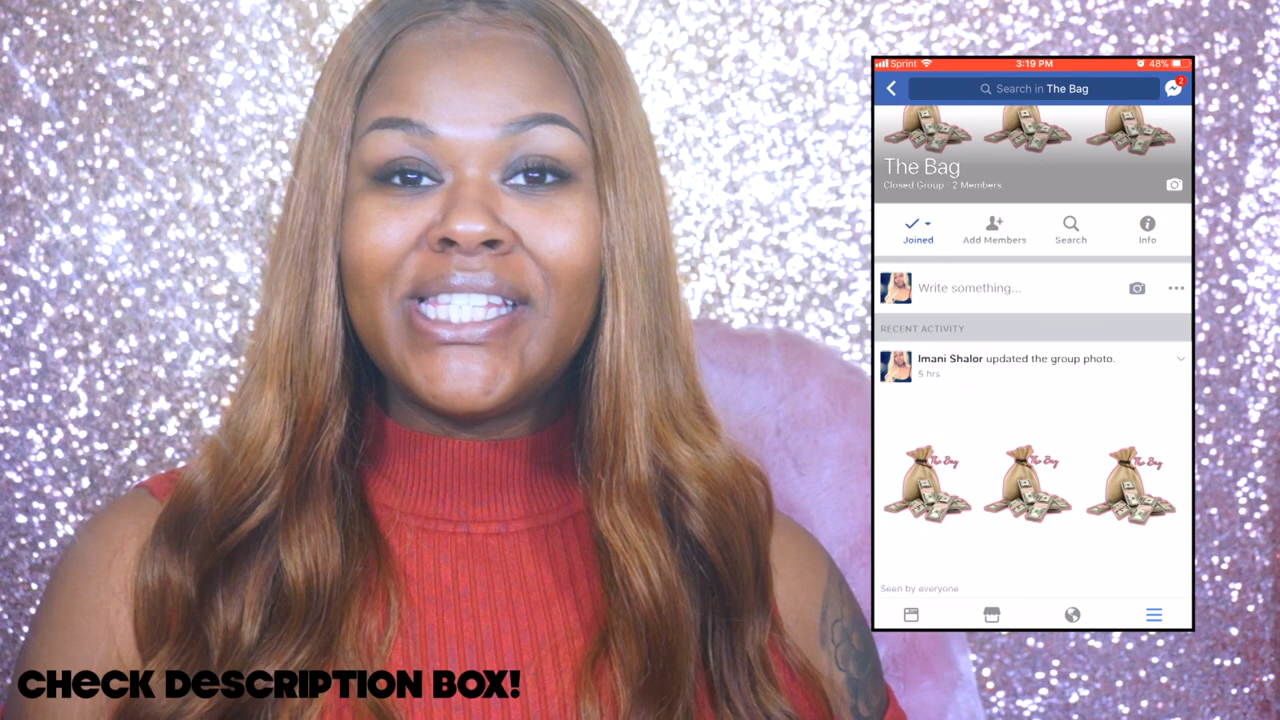 Sprint 3:19 PM 48%
Search in The Bag 2
The Bag
Closed Group · 2 Members
Joined Add Members Search Info
Write something...
RECENT ACTIVITY
Imani Shalor updated the group photo.
5 hrs
The Bag The Bag The Bag
Seen by everyone
CHeCK DeSCRIPTION BOX!